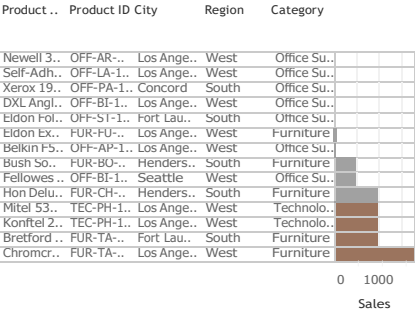 Product .. Product ID City Region Category
Newell 3.. OFF-AR-.. Los Ange.. West Office Su..
Self-Adh.. OFF-LA-1.. Los Ange.. West Office Su..
Xerox 19.. OFF-PA-1.. Concord South Office Su..
DXL Angl.. OFF-BI-1.. Los Ange.. West Office Su..
Eldon Fol.. OFF-ST-1.. Fort Lau.. South Office Su..
Eldon Ex.. FUR-FU-.. Los Ange.. West Furniture
Belkin F5.. OFF-AP-1.. Los Ange.. West Office Su..
Bush So.. FUR-BO-.. Henders.. South Furniture
Fellowes .. OFF-BI-1.. Seattle West Office Su..
Hon Delu.. FUR-CH-.. Henders.. South Furniture
Mitel 53.. TEC-PH-1.. Los Ange.. West Technolo..
Konftel 2.. TEC-PH-1.. Los Ange.. West Technolo..
Bretford .. FUR-TA-.. Fort Lau.. South Furniture
Chromcr.. FUR-TA-.. Los Ange.. West Furniture
0 1000
Sales